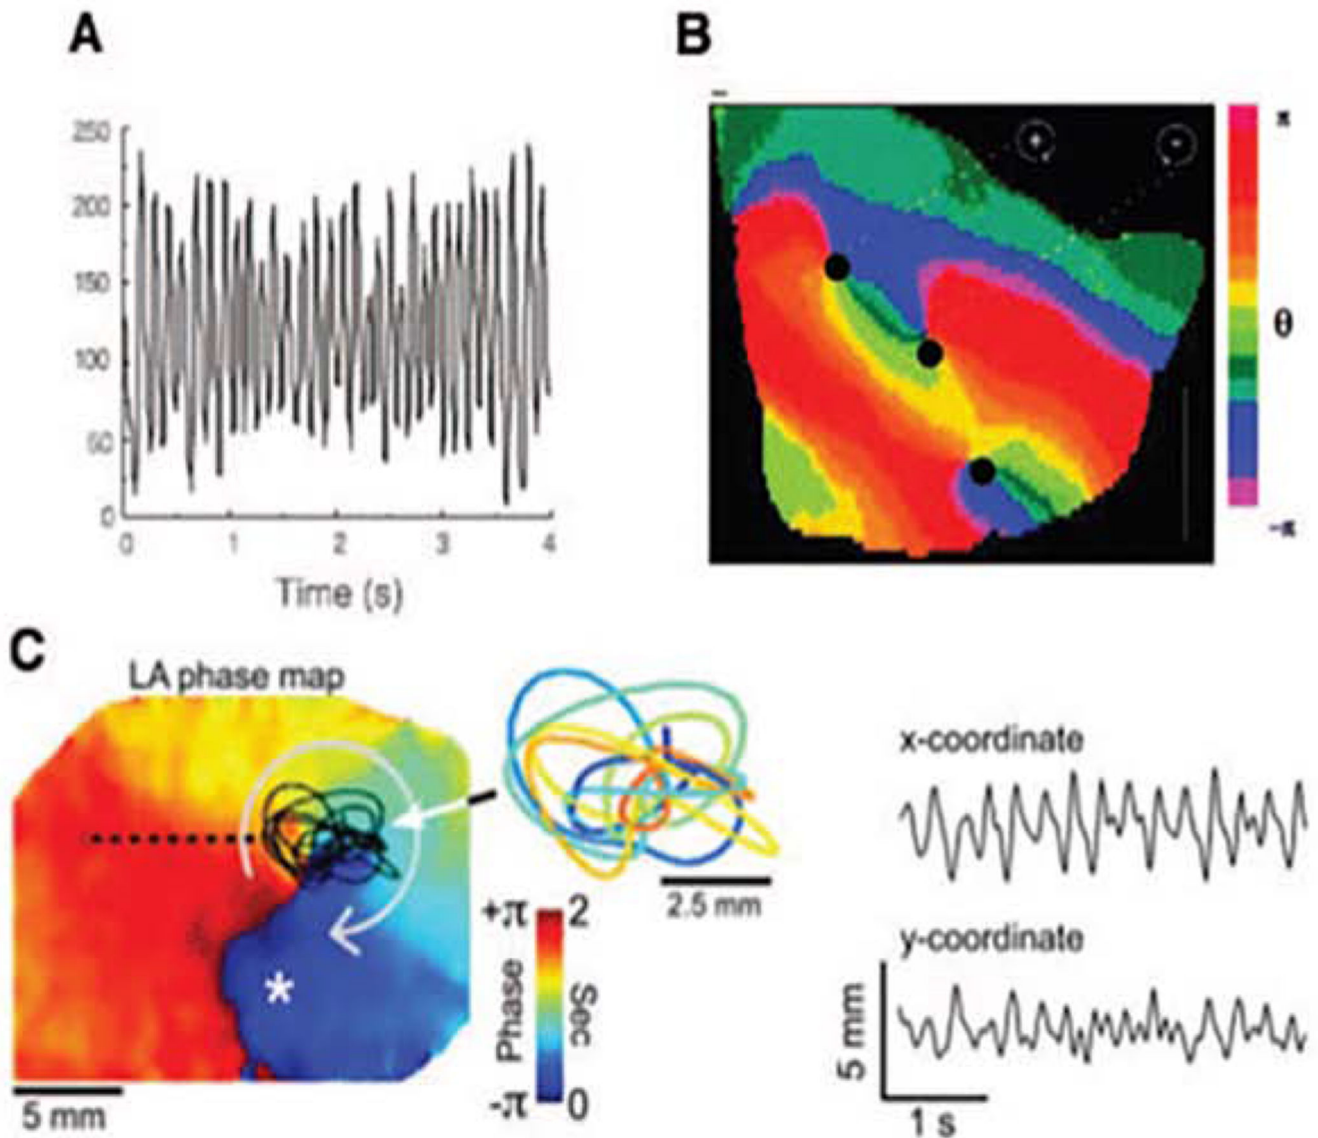 A
250
200
150
100
50
0
0 1 2 3 4
Time (s)
B
+ -
π
θ
-π
C
LA phase map
*
5 mm
2.5 mm
+π 2
Phase
Sec
-π 0
x-coordinate
y-coordinate
5 mm
1 s